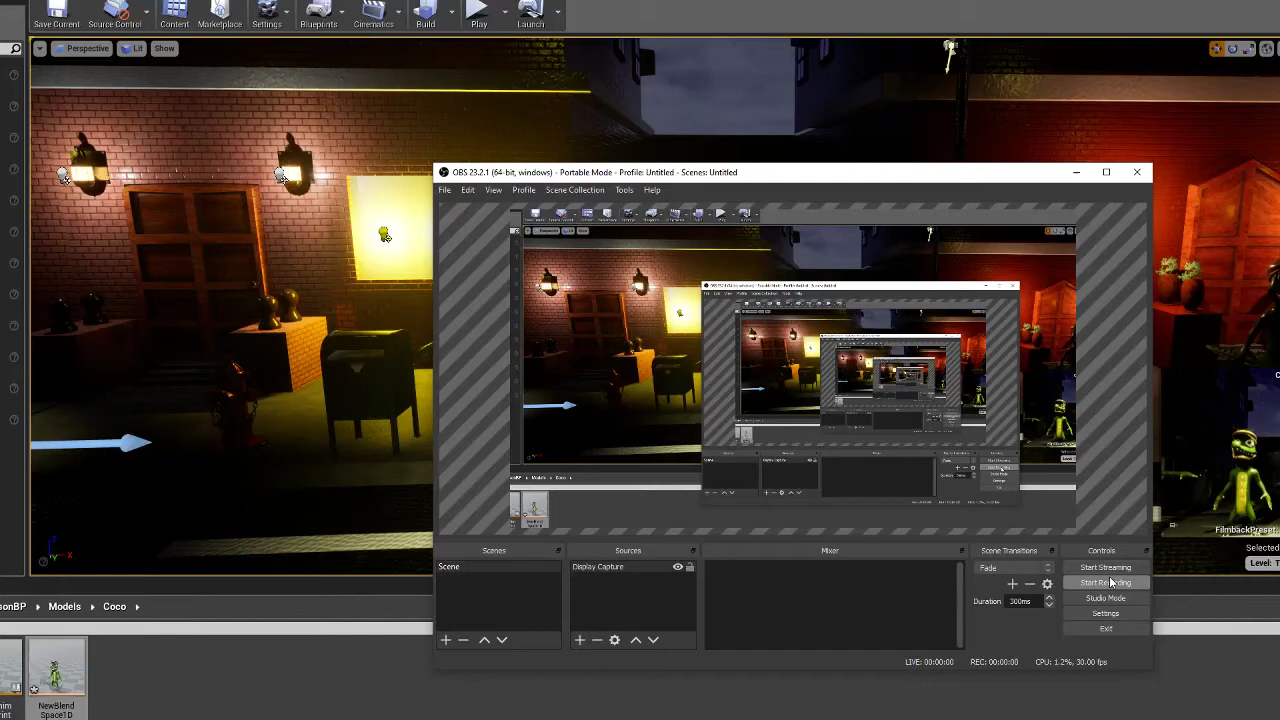 Save Current
Source Control
Content
Marketplace
Settings
Blueprints
Cinematics
Build
Play
Launch
Perspective
Lit
Show
OBS 23.2.1 (64-bit, windows) - Portable Mode - Profile: Untitled - Scenes: Untitled
File
Edit
View
Profile
Scene Collection
Tools
Help
FilmbackPreset
Selected
Level:
Scenes
Sources
Mixer
Scene Transitions
Controls
Scene
Display Capture
Fade
Duration
300ms
Start Streaming
Start Recording
Studio Mode
Settings
Exit
LIVE: 00:00:00
REC: 00:00:00
CPU: 1.2%, 30.00 fps
sonBP
Models
Coco
NewBlend
Space1D